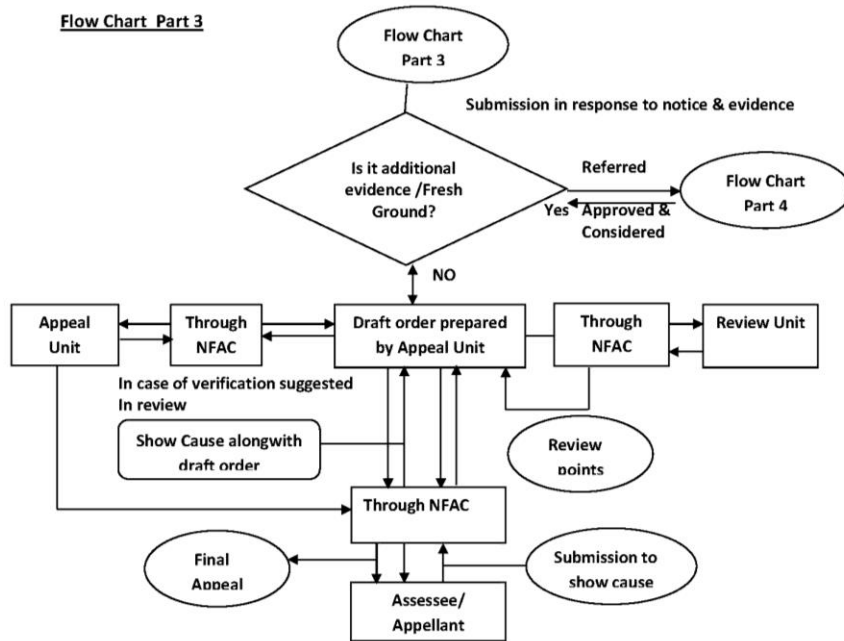 Flow Chart Part 3
Flow Chart
Part 3
Submission in response to notice & evidence
Is it additional
evidence /Fresh
Ground?
Referred
Yes Approved &
Considered
Flow Chart
Part 4
NO
Appeal
Unit
Through
NFAC
Draft order prepared
by Appeal Unit
Through
NFAC
Review Unit
In case of verification suggested
In review
Show Cause alongwith
draft order
Review
points
Through NFAC
Final
Appeal
Submission to
show cause
Assessee/
Appellant